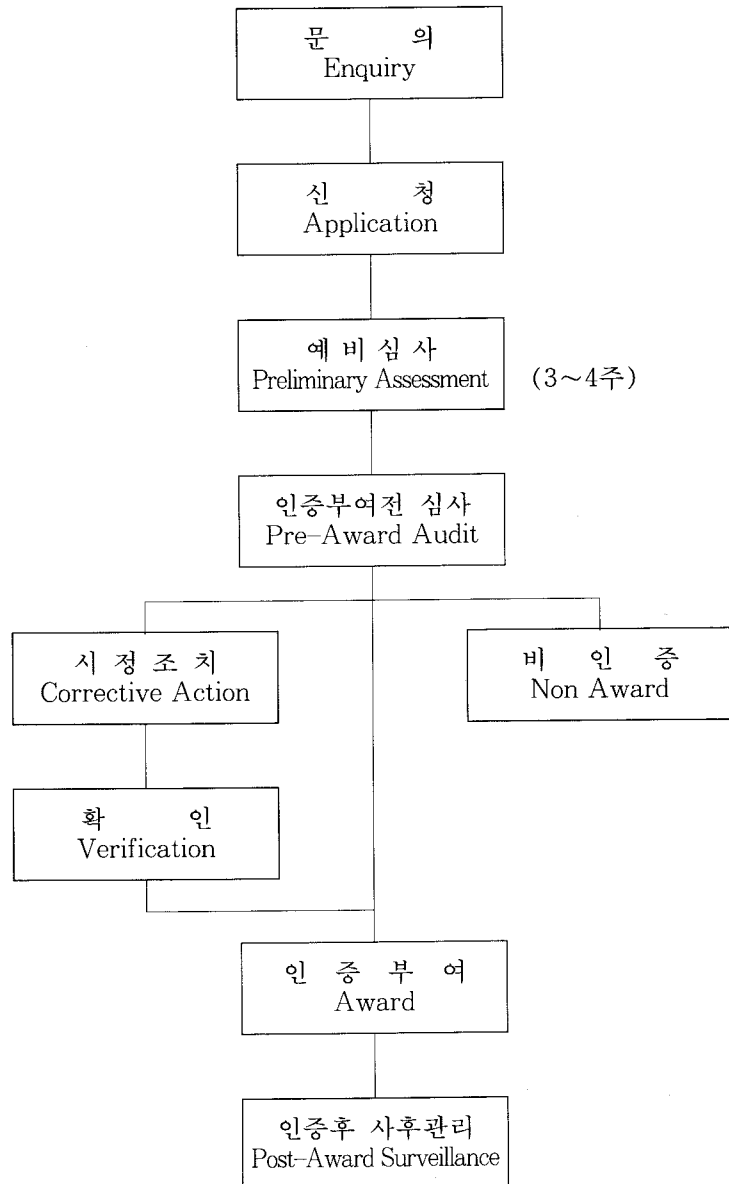 문 의
Enquiry
신 청
Application
예 비 심 사
Preliminary Assessment (3~4주)
인증부여전 심사
Pre-Award Audit
시 정 조 치
Corrective Action
비 인 증
Non Award
확 인
Verification
인 증 부 여
Award
인증후 사후관리
Post-Award Surveillance